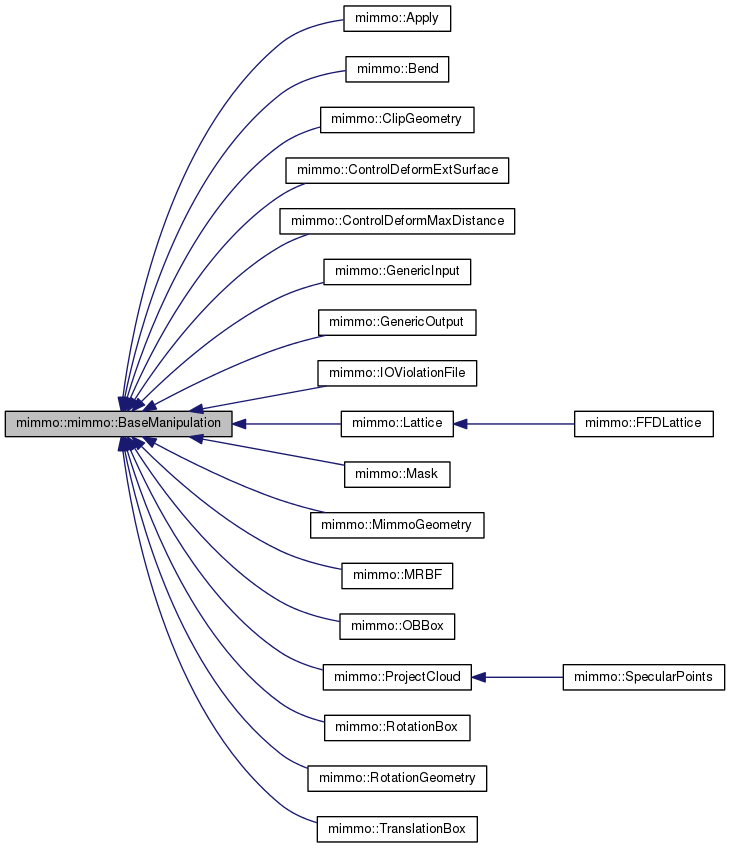 mimmo::Apply
mimmo::Bend
mimmo::ClipGeometry
mimmo::ControlDeformExtSurface
mimmo::ControlDeformMaxDistance
mimmo::GenericInput
mimmo::GenericOutput
mimmo::IOViolationFile
mimmo::mimmo::BaseManipulation
mimmo::Lattice
mimmo::FFDLattice
mimmo::Mask
mimmo::MimmoGeometry
mimmo::MRBF
mimmo::OBBox
mimmo::ProjectCloud
mimmo::SpecularPoints
mimmo::RotationBox
mimmo::RotationGeometry
mimmo::TranslationBox